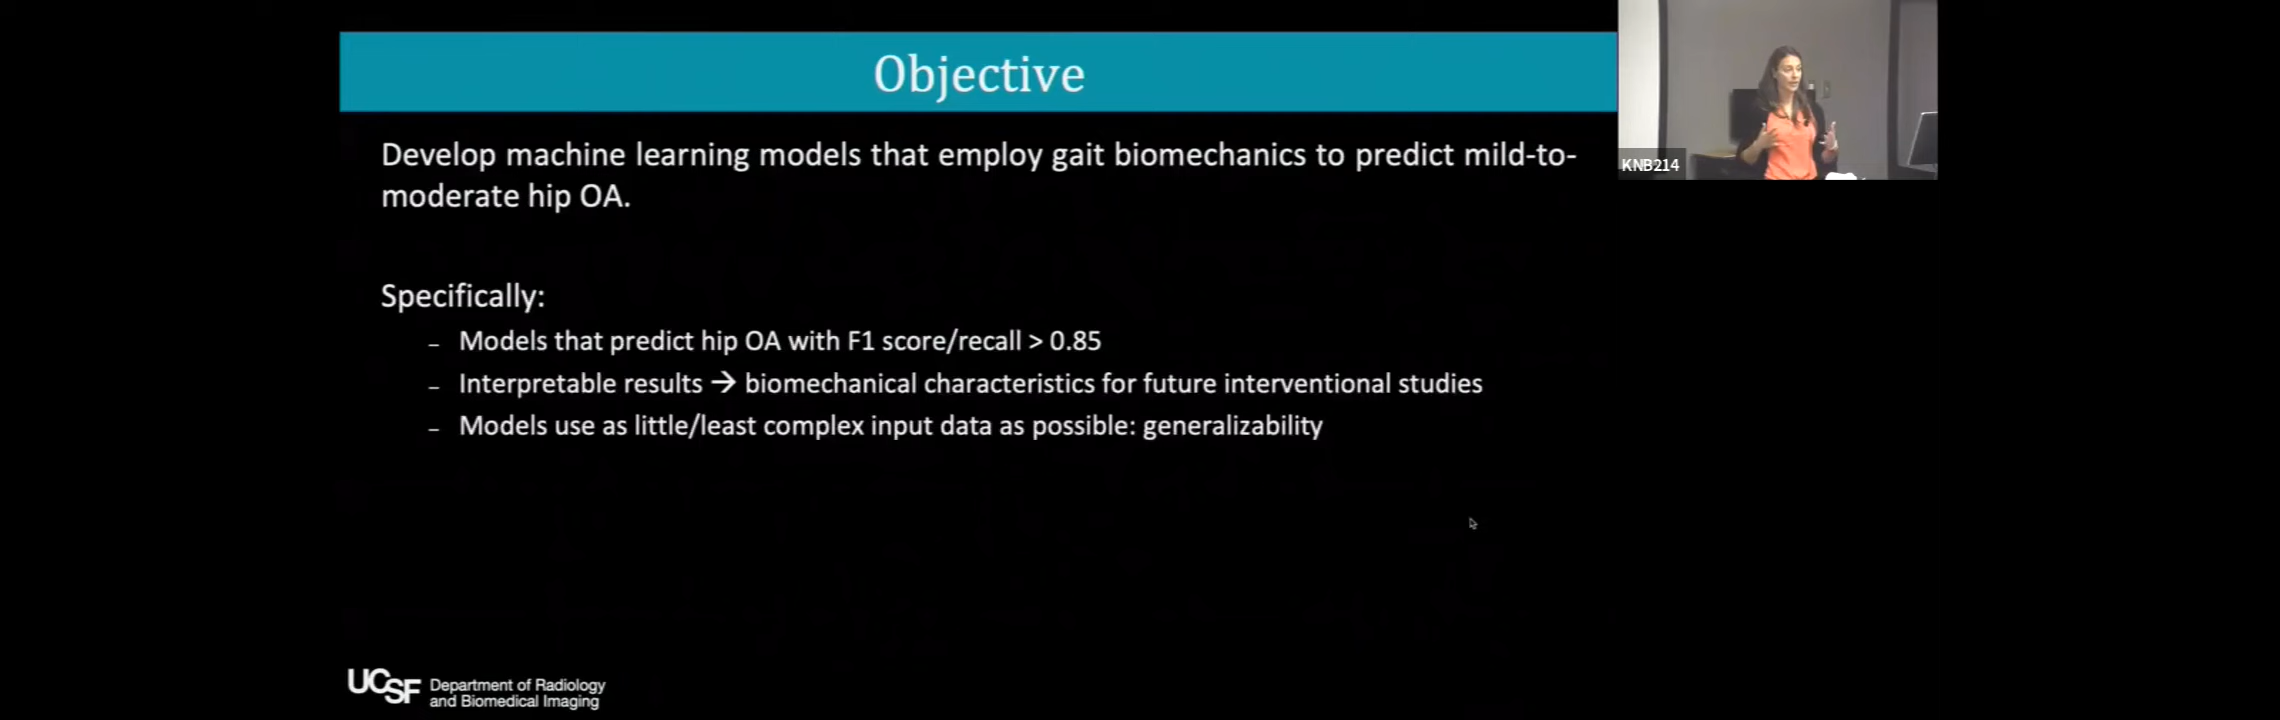 Objective
Develop machine learning models that employ gait biomechanics to predict mild-to-
moderate hip OA.
Specifically:
– Models that predict hip OA with F1 score/recall > 0.85
– Interpretable results → biomechanical characteristics for future interventional studies
– Models use as little/least complex input data as possible: generalizability
KNB214
UCSF Department of Radiology
and Biomedical Imaging